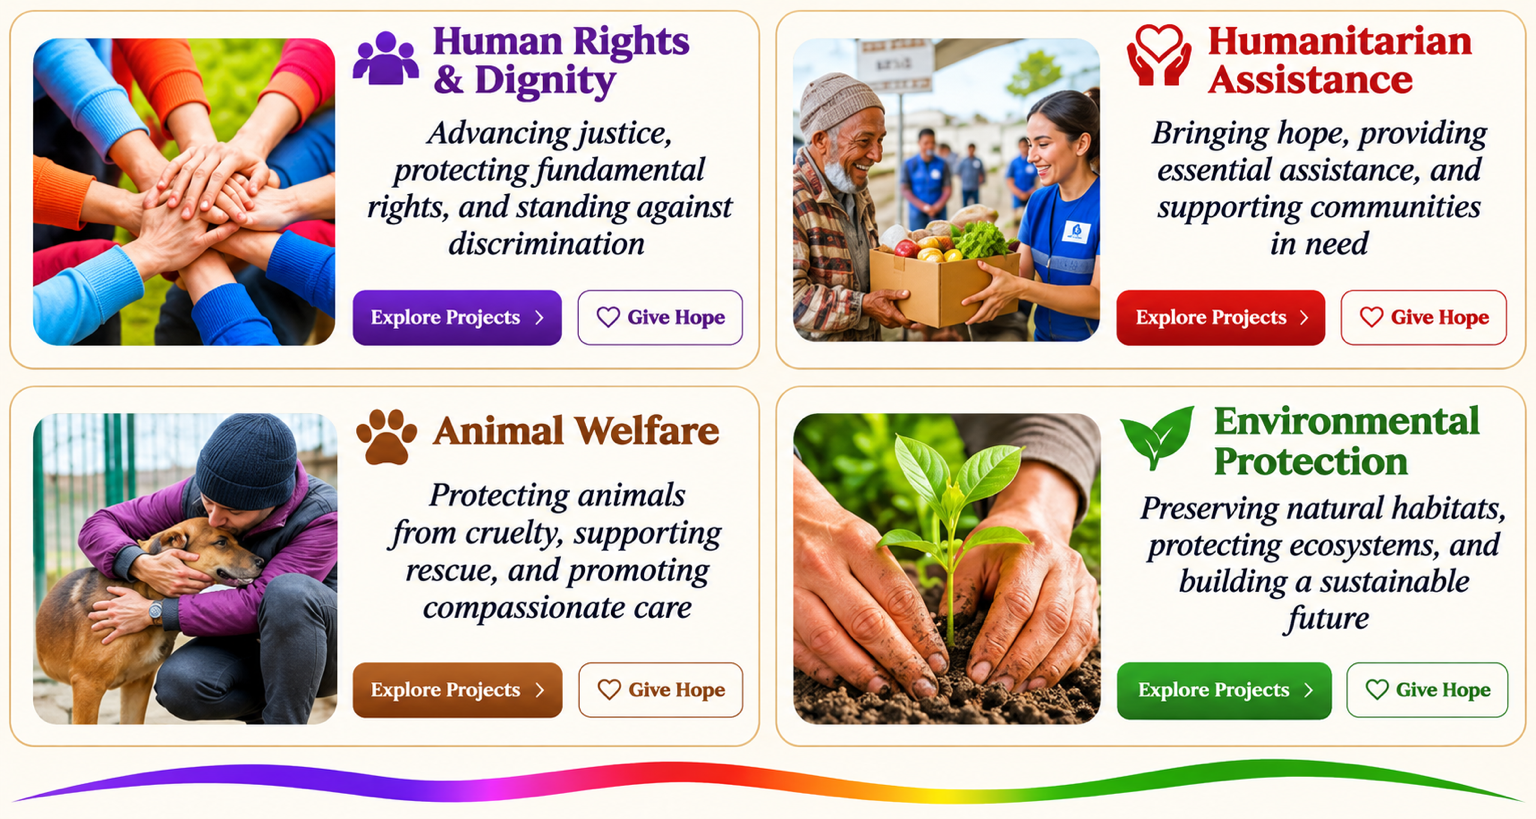 Human Rights
& Dignity
Advancing justice,
protecting fundamental
rights, and standing against
discrimination
Explore Projects
Give Hope
Humanitarian
Assistance
Bringing hope, providing
essential assistance, and
supporting communities
in need
Explore Projects
Give Hope
Animal Welfare
Protecting animals
from cruelty, supporting
rescue, and promoting
compassionate care
Explore Projects
Give Hope
Environmental
Protection
Preserving natural habitats,
protecting ecosystems, and
building a sustainable
future
Explore Projects
Give Hope